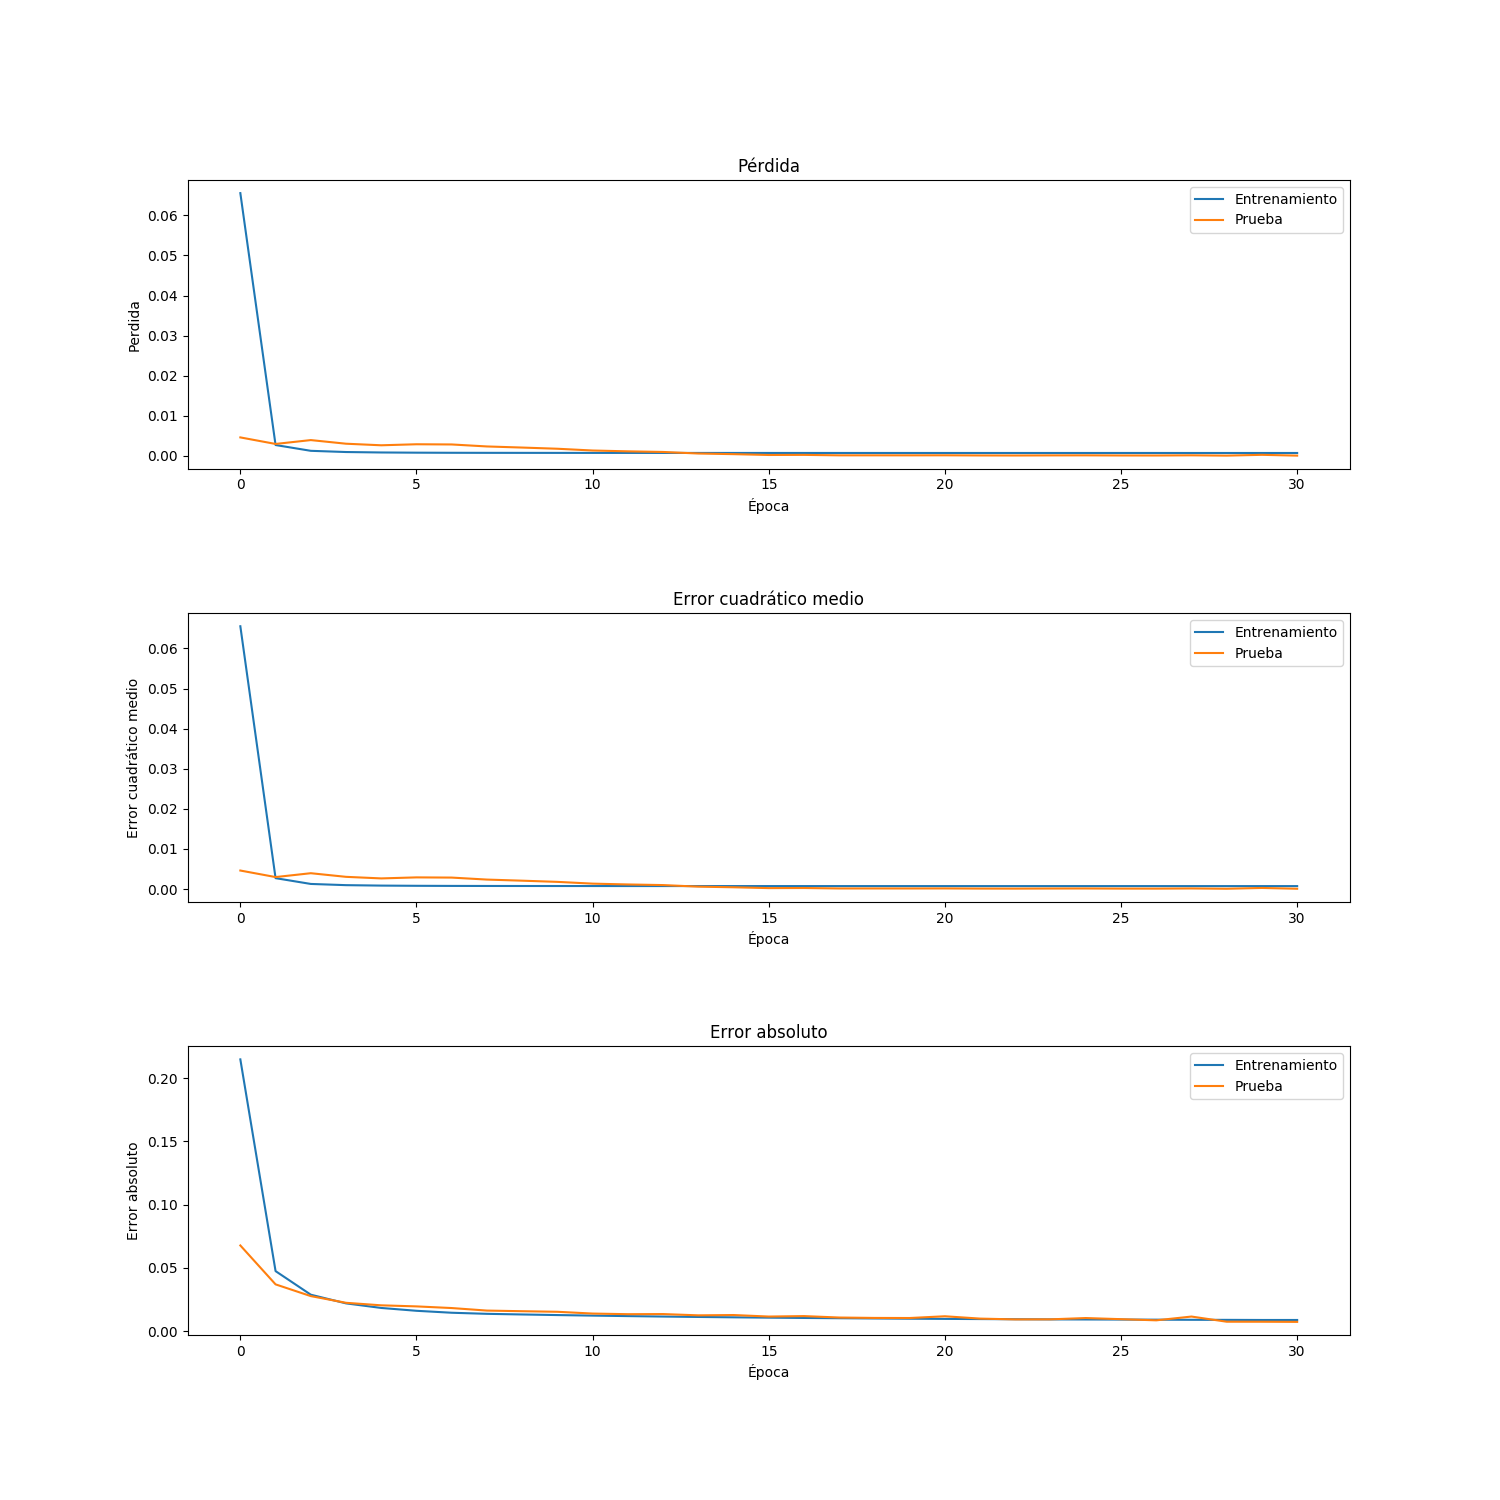 Pérdida
Entrenamiento
Prueba
Perdida
0.06
0.05
0.04
0.03
0.02
0.01
0.00
0 5 10 15 20 25 30
Época
Error cuadrático medio
Entrenamiento
Prueba
Error cuadrático medio
0.06
0.05
0.04
0.03
0.02
0.01
0.00
0 5 10 15 20 25 30
Época
Error absoluto
Entrenamiento
Prueba
Error absoluto
0.20
0.15
0.10
0.05
0.00
0 5 10 15 20 25 30
Época